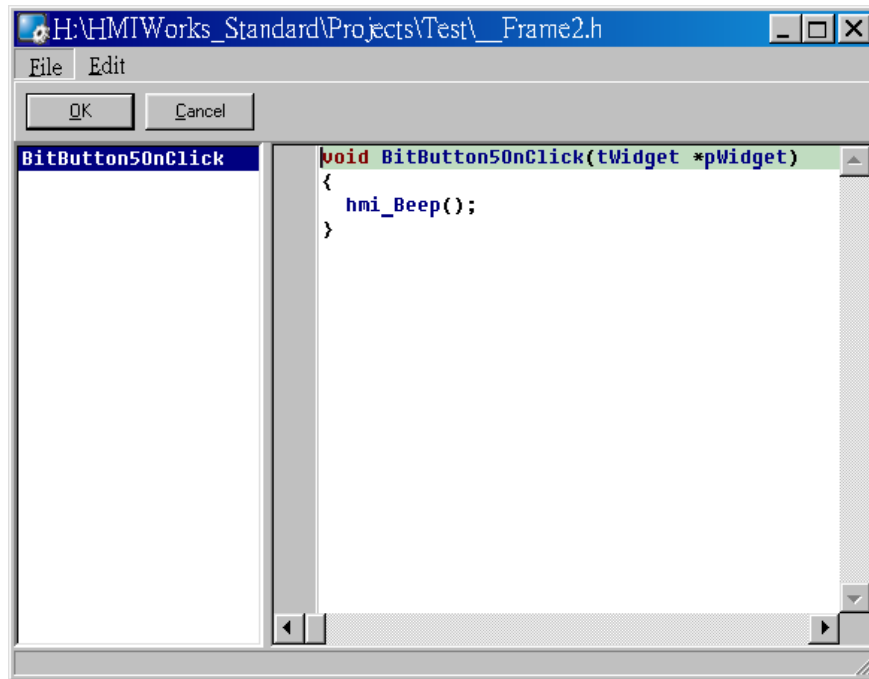 H:\HMIWorks_Standard\Projects\Test\__Frame2.h
File Edit
OK Cancel
BitButton5OnClick
void BitButton5OnClick(tWidget *pWidget)
{
hmi_Beep();
}